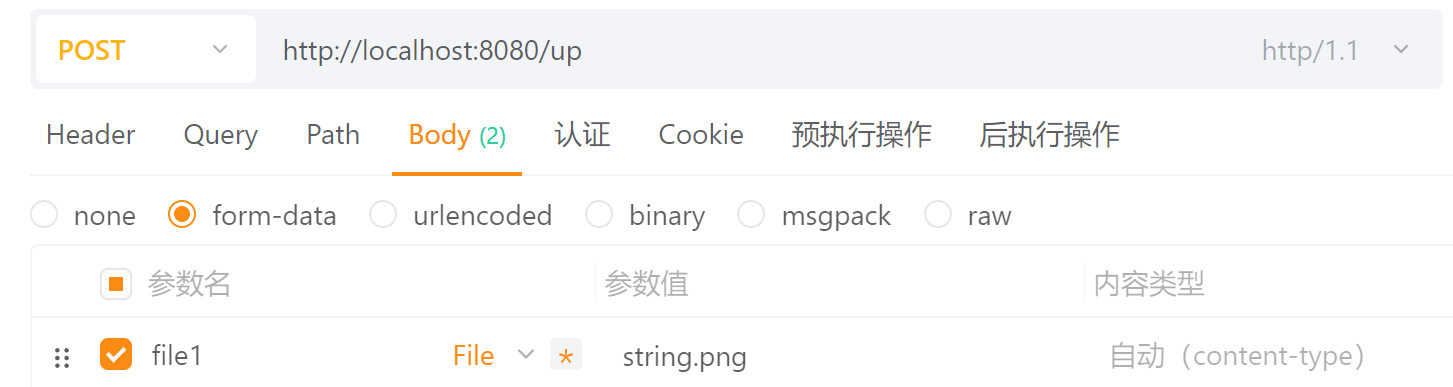 POST http://localhost:8080/up http/1.1
Header Query Path Body (2) 认证 Cookie 预执行操作 后执行操作
none form-data urlencoded binary msgpack raw
参数名 参数值 内容类型
file1 File * string.png 自动（content-type）